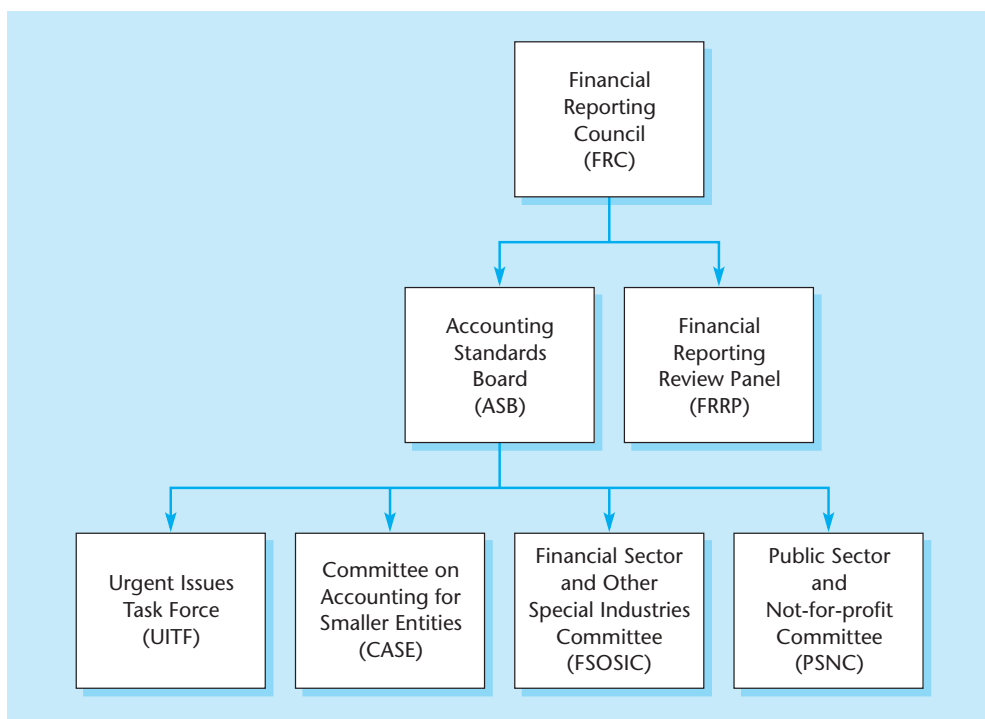 Financial
Reporting
Council
(FRC)
Accounting
Standards
Board
(ASB)
Financial
Reporting
Review Panel
(FRRP)
Urgent Issues
Task Force
(UITF)
Committee on
Accounting for
Smaller Entities
(CASE)
Financial Sector
and Other
Special Industries
Committee
(FSOSIC)
Public Sector
and
Not-for-profit
Committee
(PSNC)